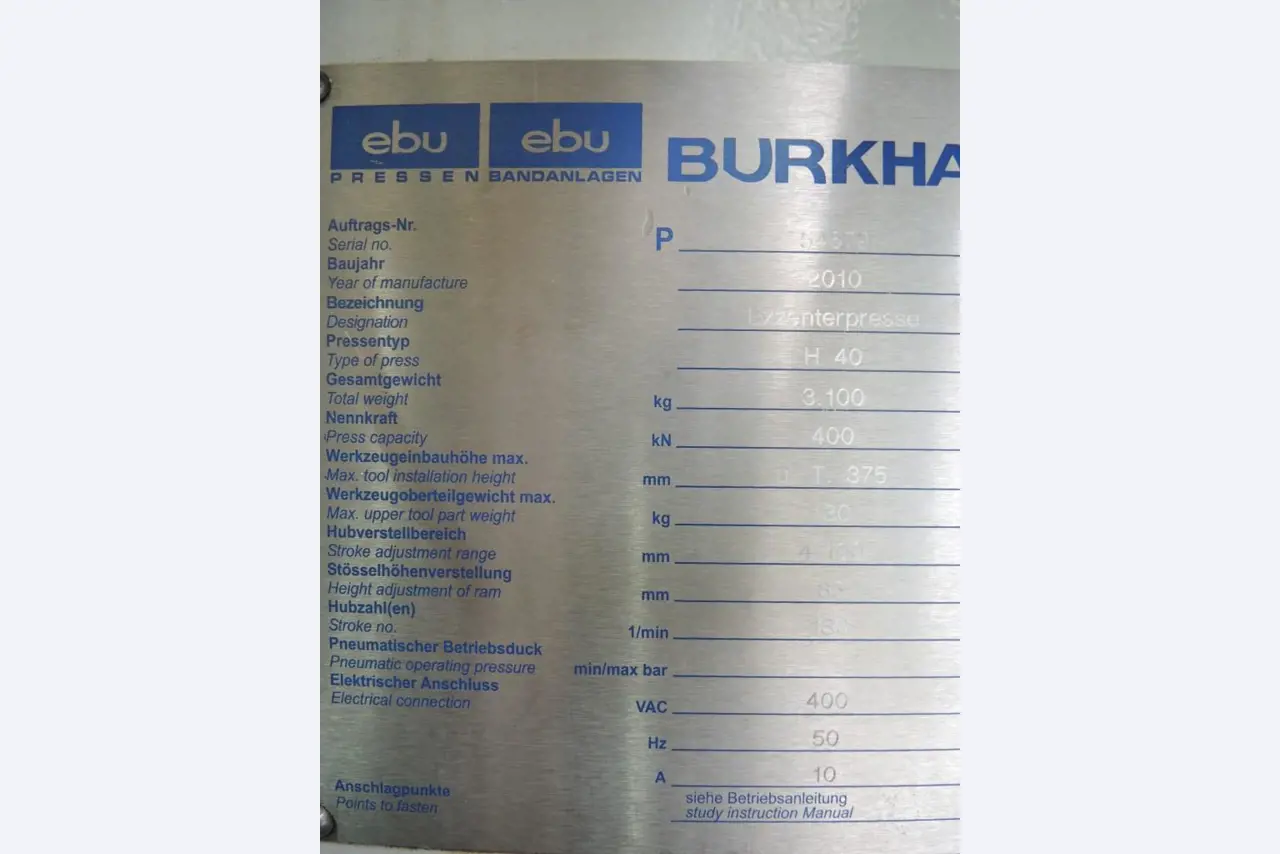 ebu ebu
PRESSEN BANDANLAGEN BURKHA
Auftrags-Nr.
Serial no. P
Baujahr
Year of manufacture 2010
Bezeichnung
Designation
Pressentyp
Type of press H 40
Gesamtgewicht
Total weight kg 3.100
Nennkraft
Press capacity kN 400
Werkzeugeinbauhöhe max.
Max. tool installation height mm T. 375
Werkzeugoberteilgewicht max.
Max. upper tool part weight kg
Hubverstellbereich
Stroke adjustment range mm
Stösselhöhenverstellung
Height adjustment of ram mm
Hubzahl(en)
Stroke no. 1/min
Pneumatischer Betriebsduck
Pneumatic operating pressure min/max bar
Elektrischer Anschluss
Electrical connection VAC 400
Hz 50
A 10
Anschlagpunkte siehe Betriebsanleitung
Points to fasten study instruction Manual